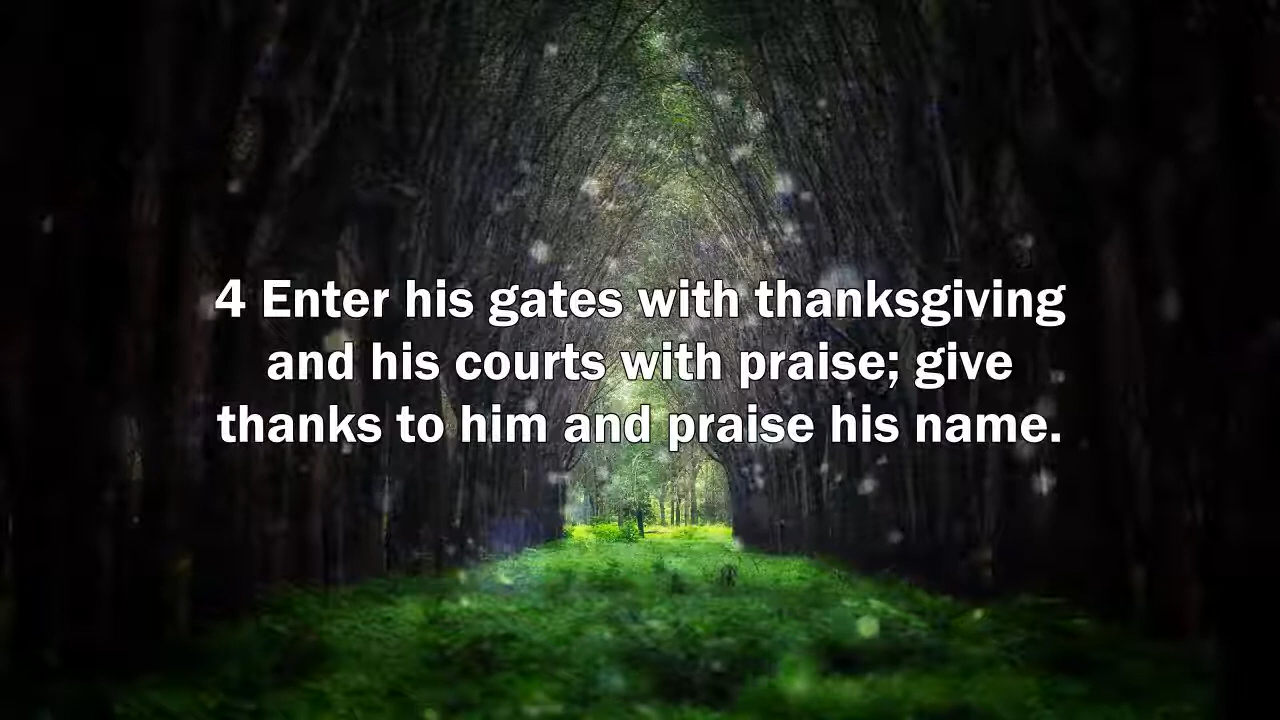 4 Enter his gates with thanksgiving
and his courts with praise; give
thanks to him and praise his name.